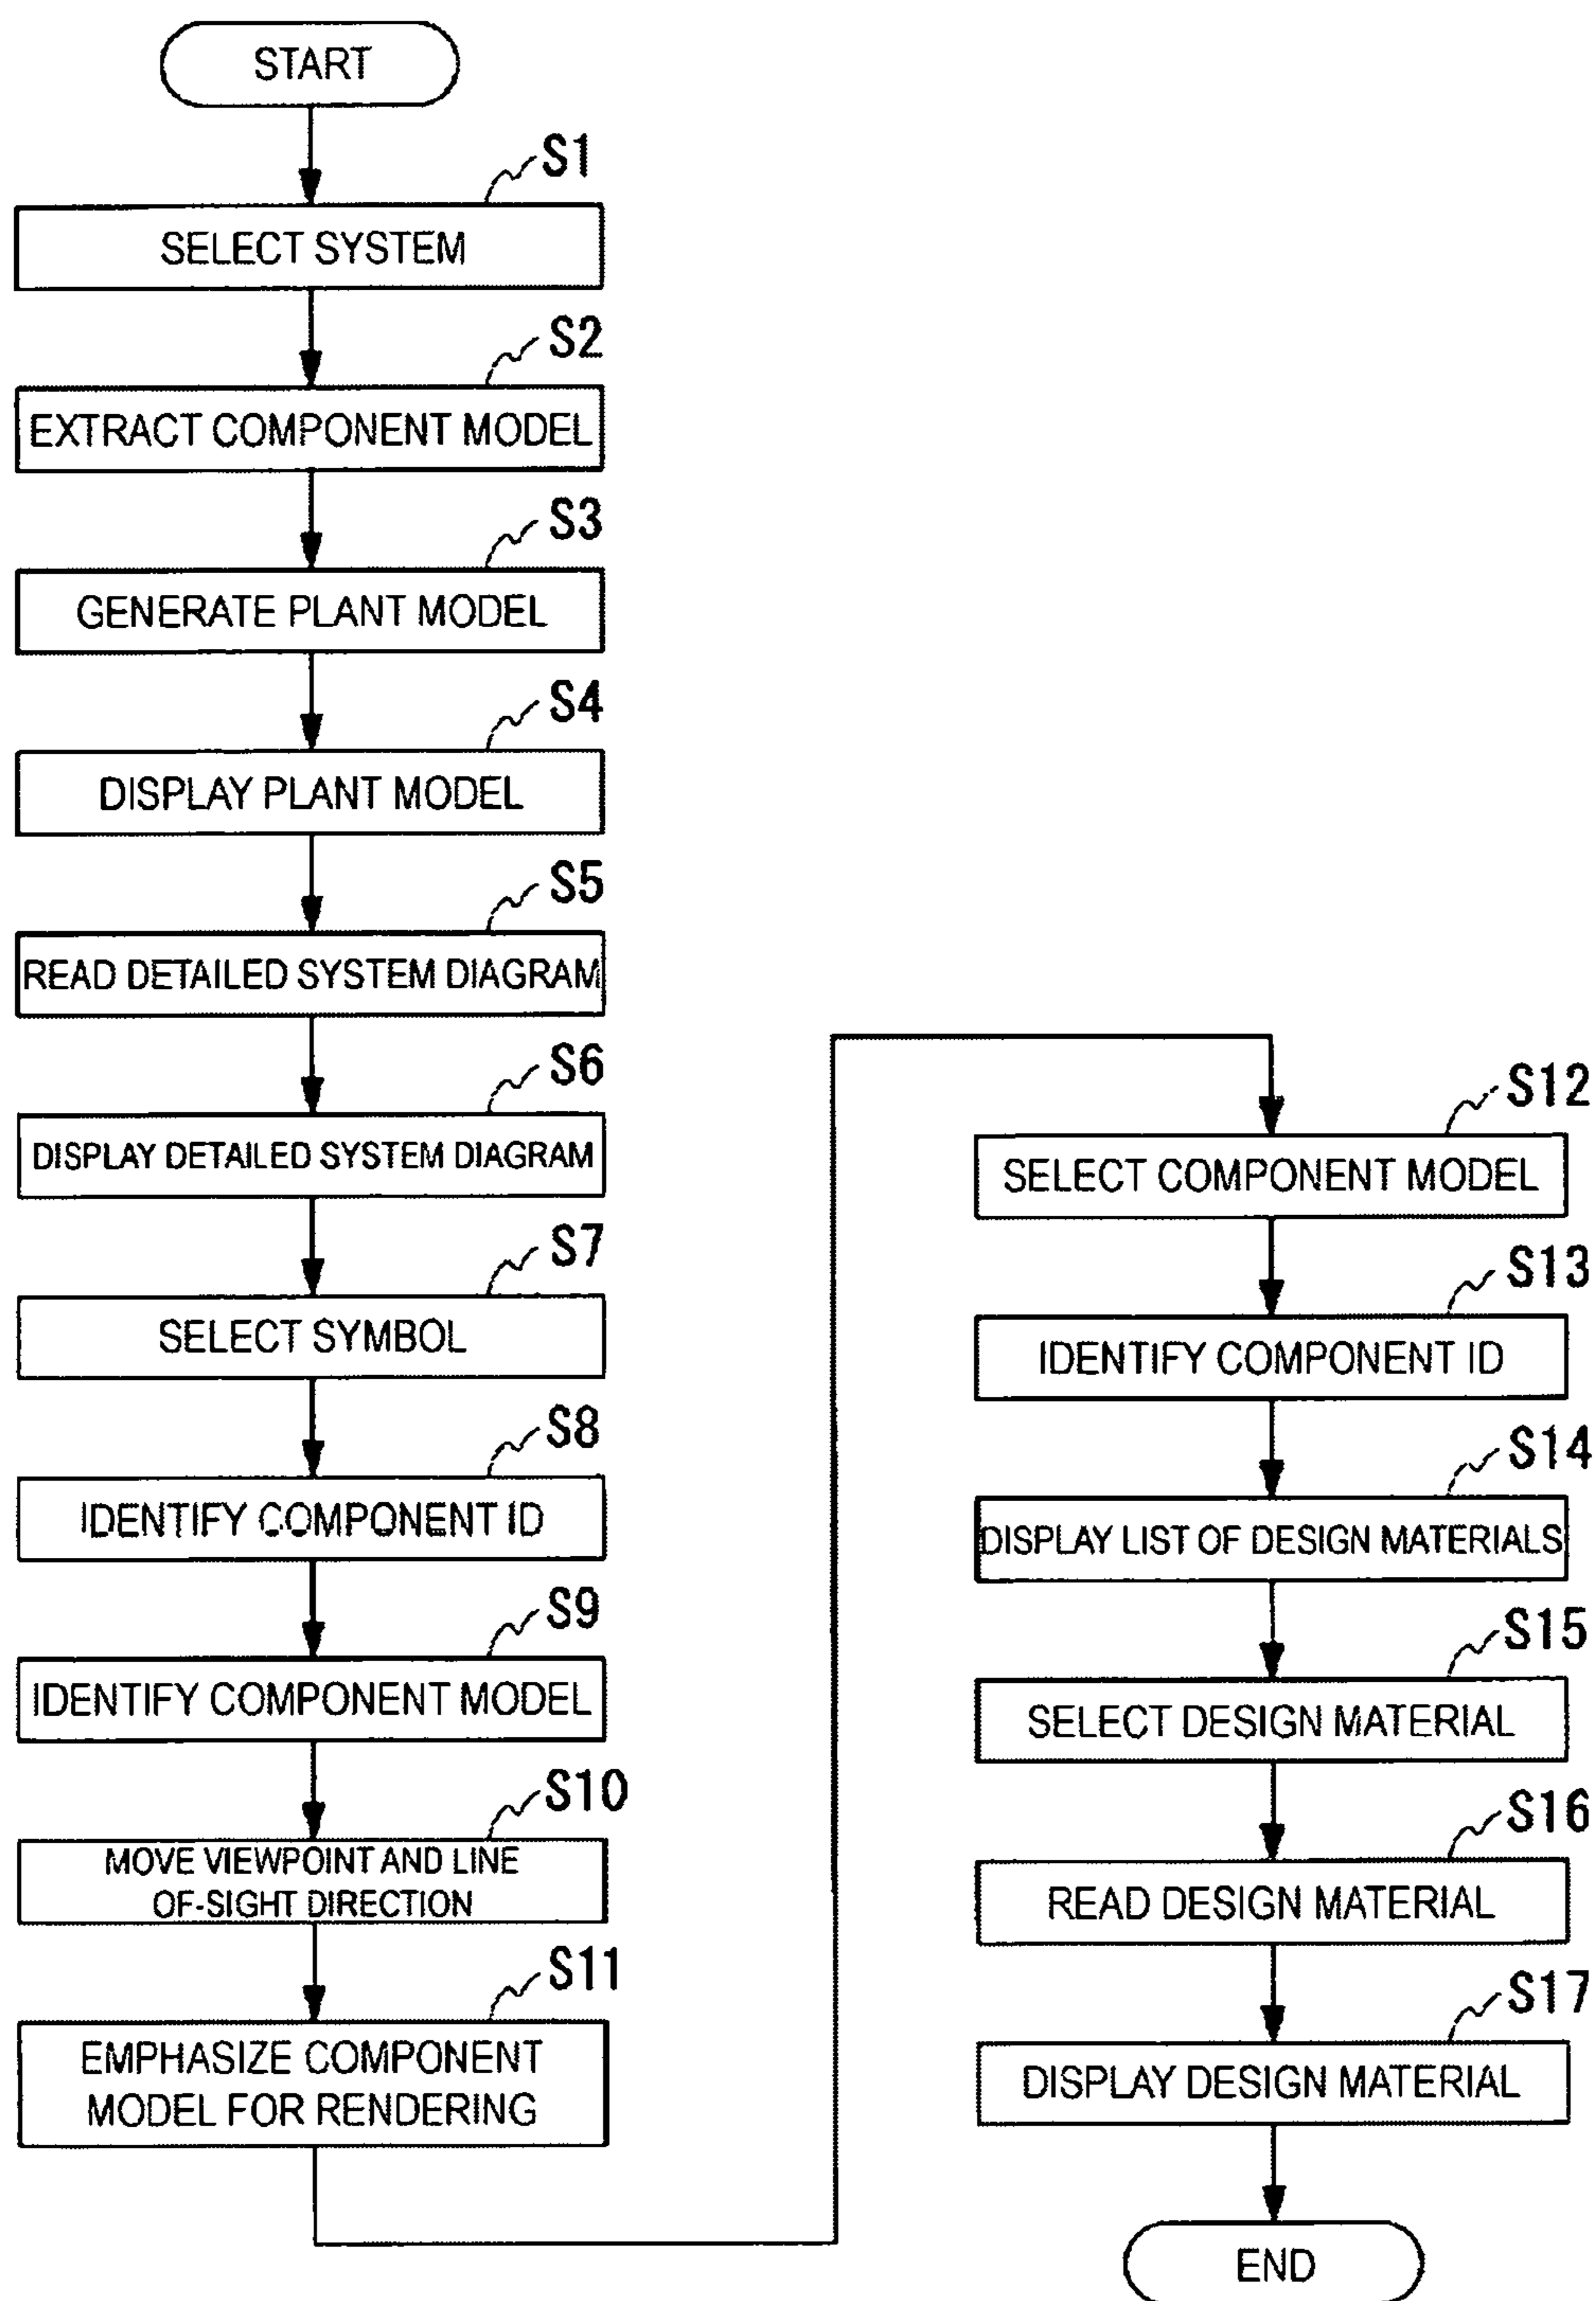 START
S1
SELECT SYSTEM
S2
EXTRACT COMPONENT MODEL
S3
GENERATE PLANT MODEL
S4
DISPLAY PLANT MODEL
S5
READ DETAILED SYSTEM DIAGRAM
S6
DISPLAY DETAILED SYSTEM DIAGRAM
S7
SELECT SYMBOL
S8
IDENTIFY COMPONENT ID
S9
IDENTIFY COMPONENT MODEL
S10
MOVE VIEWPOINT AND LINE
OF-SIGHT DIRECTION
S11
EMPHASIZE COMPONENT
MODEL FOR RENDERING
S12
SELECT COMPONENT MODEL
S13
IDENTIFY COMPONENT ID
S14
DISPLAY LIST OF DESIGN MATERIALS
S15
SELECT DESIGN MATERIAL
S16
READ DESIGN MATERIAL
S17
DISPLAY DESIGN MATERIAL
END